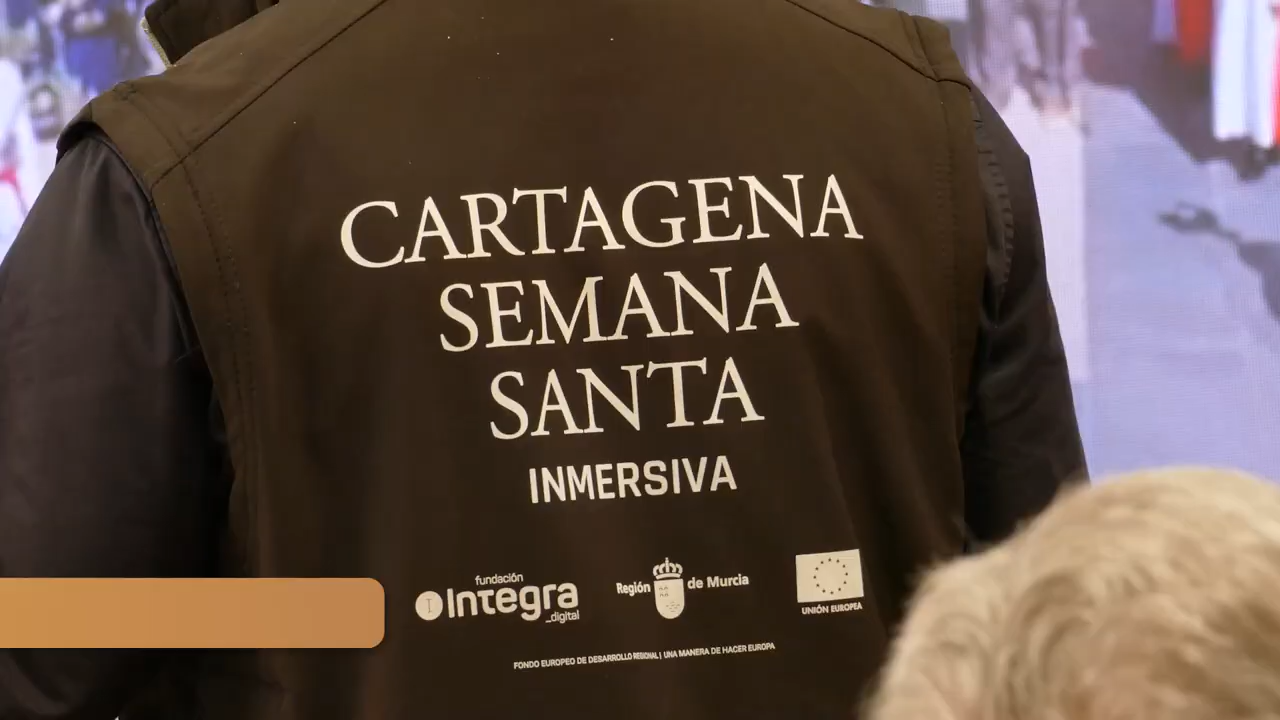 CARTAGENA
SEMANA
SANTA
INMERSIVA
fundación
Integra
_digital
Región de Murcia
UNIÓN EUROPEA
FONDO EUROPEO DE DESARROLLO REGIONAL | UNA MANERA DE HACER EUROPA